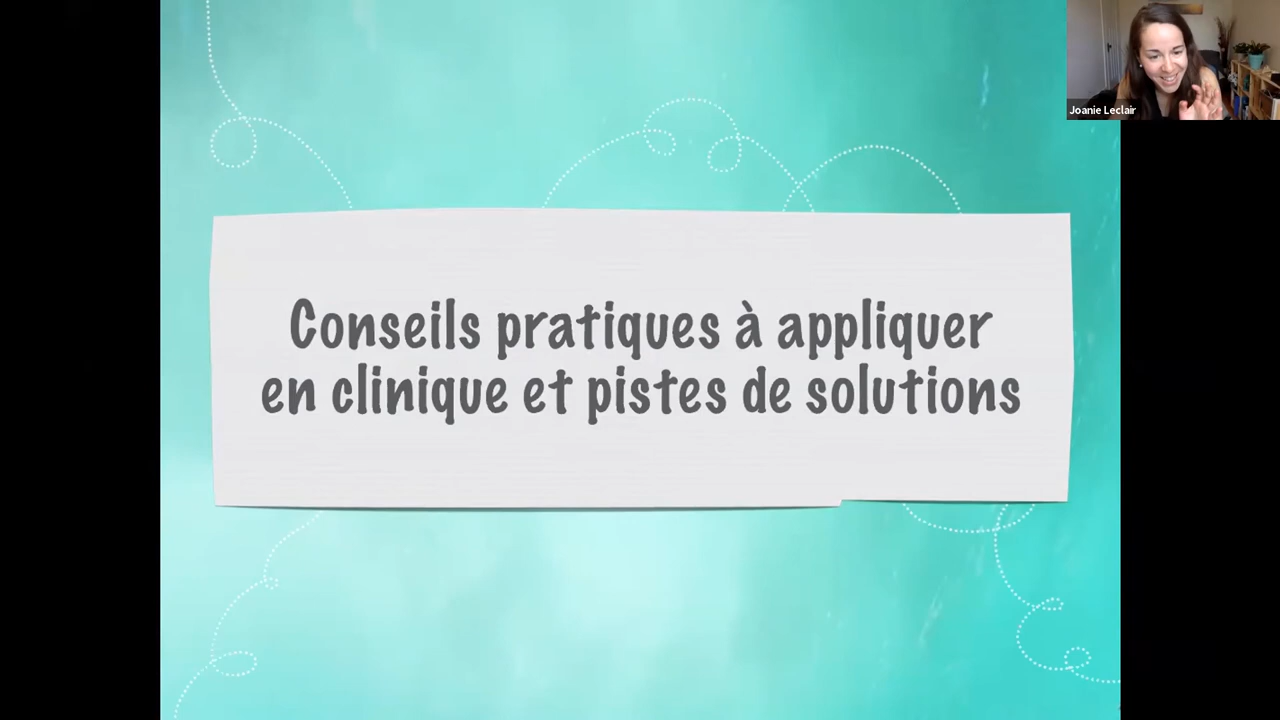 Joanie Leclair
Conseils pratiques à appliquer
en clinique et pistes de solutions